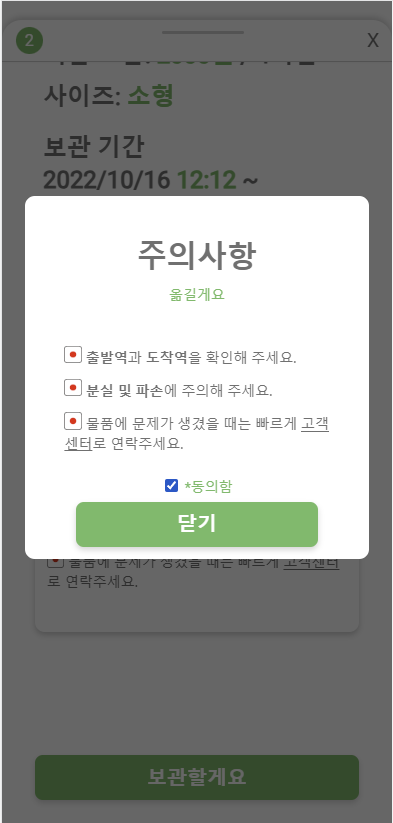 2
X
사이즈: 소형
보관 기간
2022/10/16 12:12 ~
주의사항
옮길게요
출발역과 도착역을 확인해 주세요.
분실 및 파손에 주의해 주세요.
물품에 문제가 생겼을 때는 빠르게 고객
센터로 연락주세요.
*동의함
닫기
물품에 문제가 생겼을 때는 빠르게 고객센터
로 연락주세요.
보관할게요